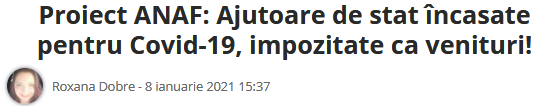 Proiect ANAF: Ajutoare de stat încasate
pentru Covid-19, impozitate ca venituri!
Roxana Dobre - 8 ianuarie 2021 15:37